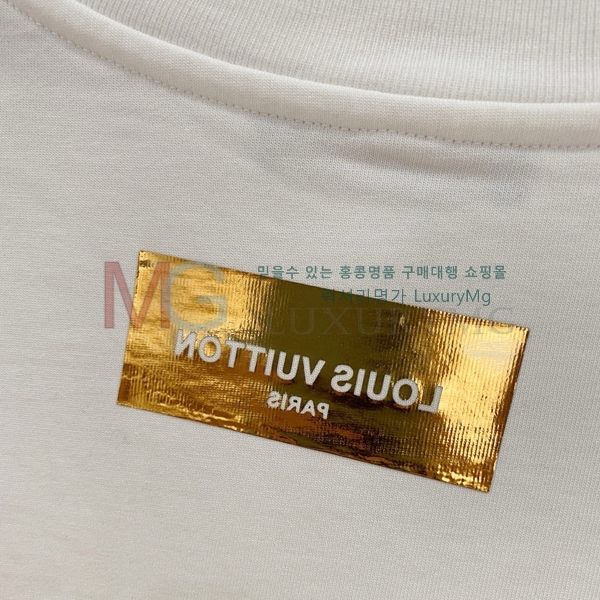 믿을수 있는 홍콩명품 구매대행 쇼핑몰
럭셔리명가 LuxuryMg
MG LUXURYMG
LOUIS VUITTON
PARIS